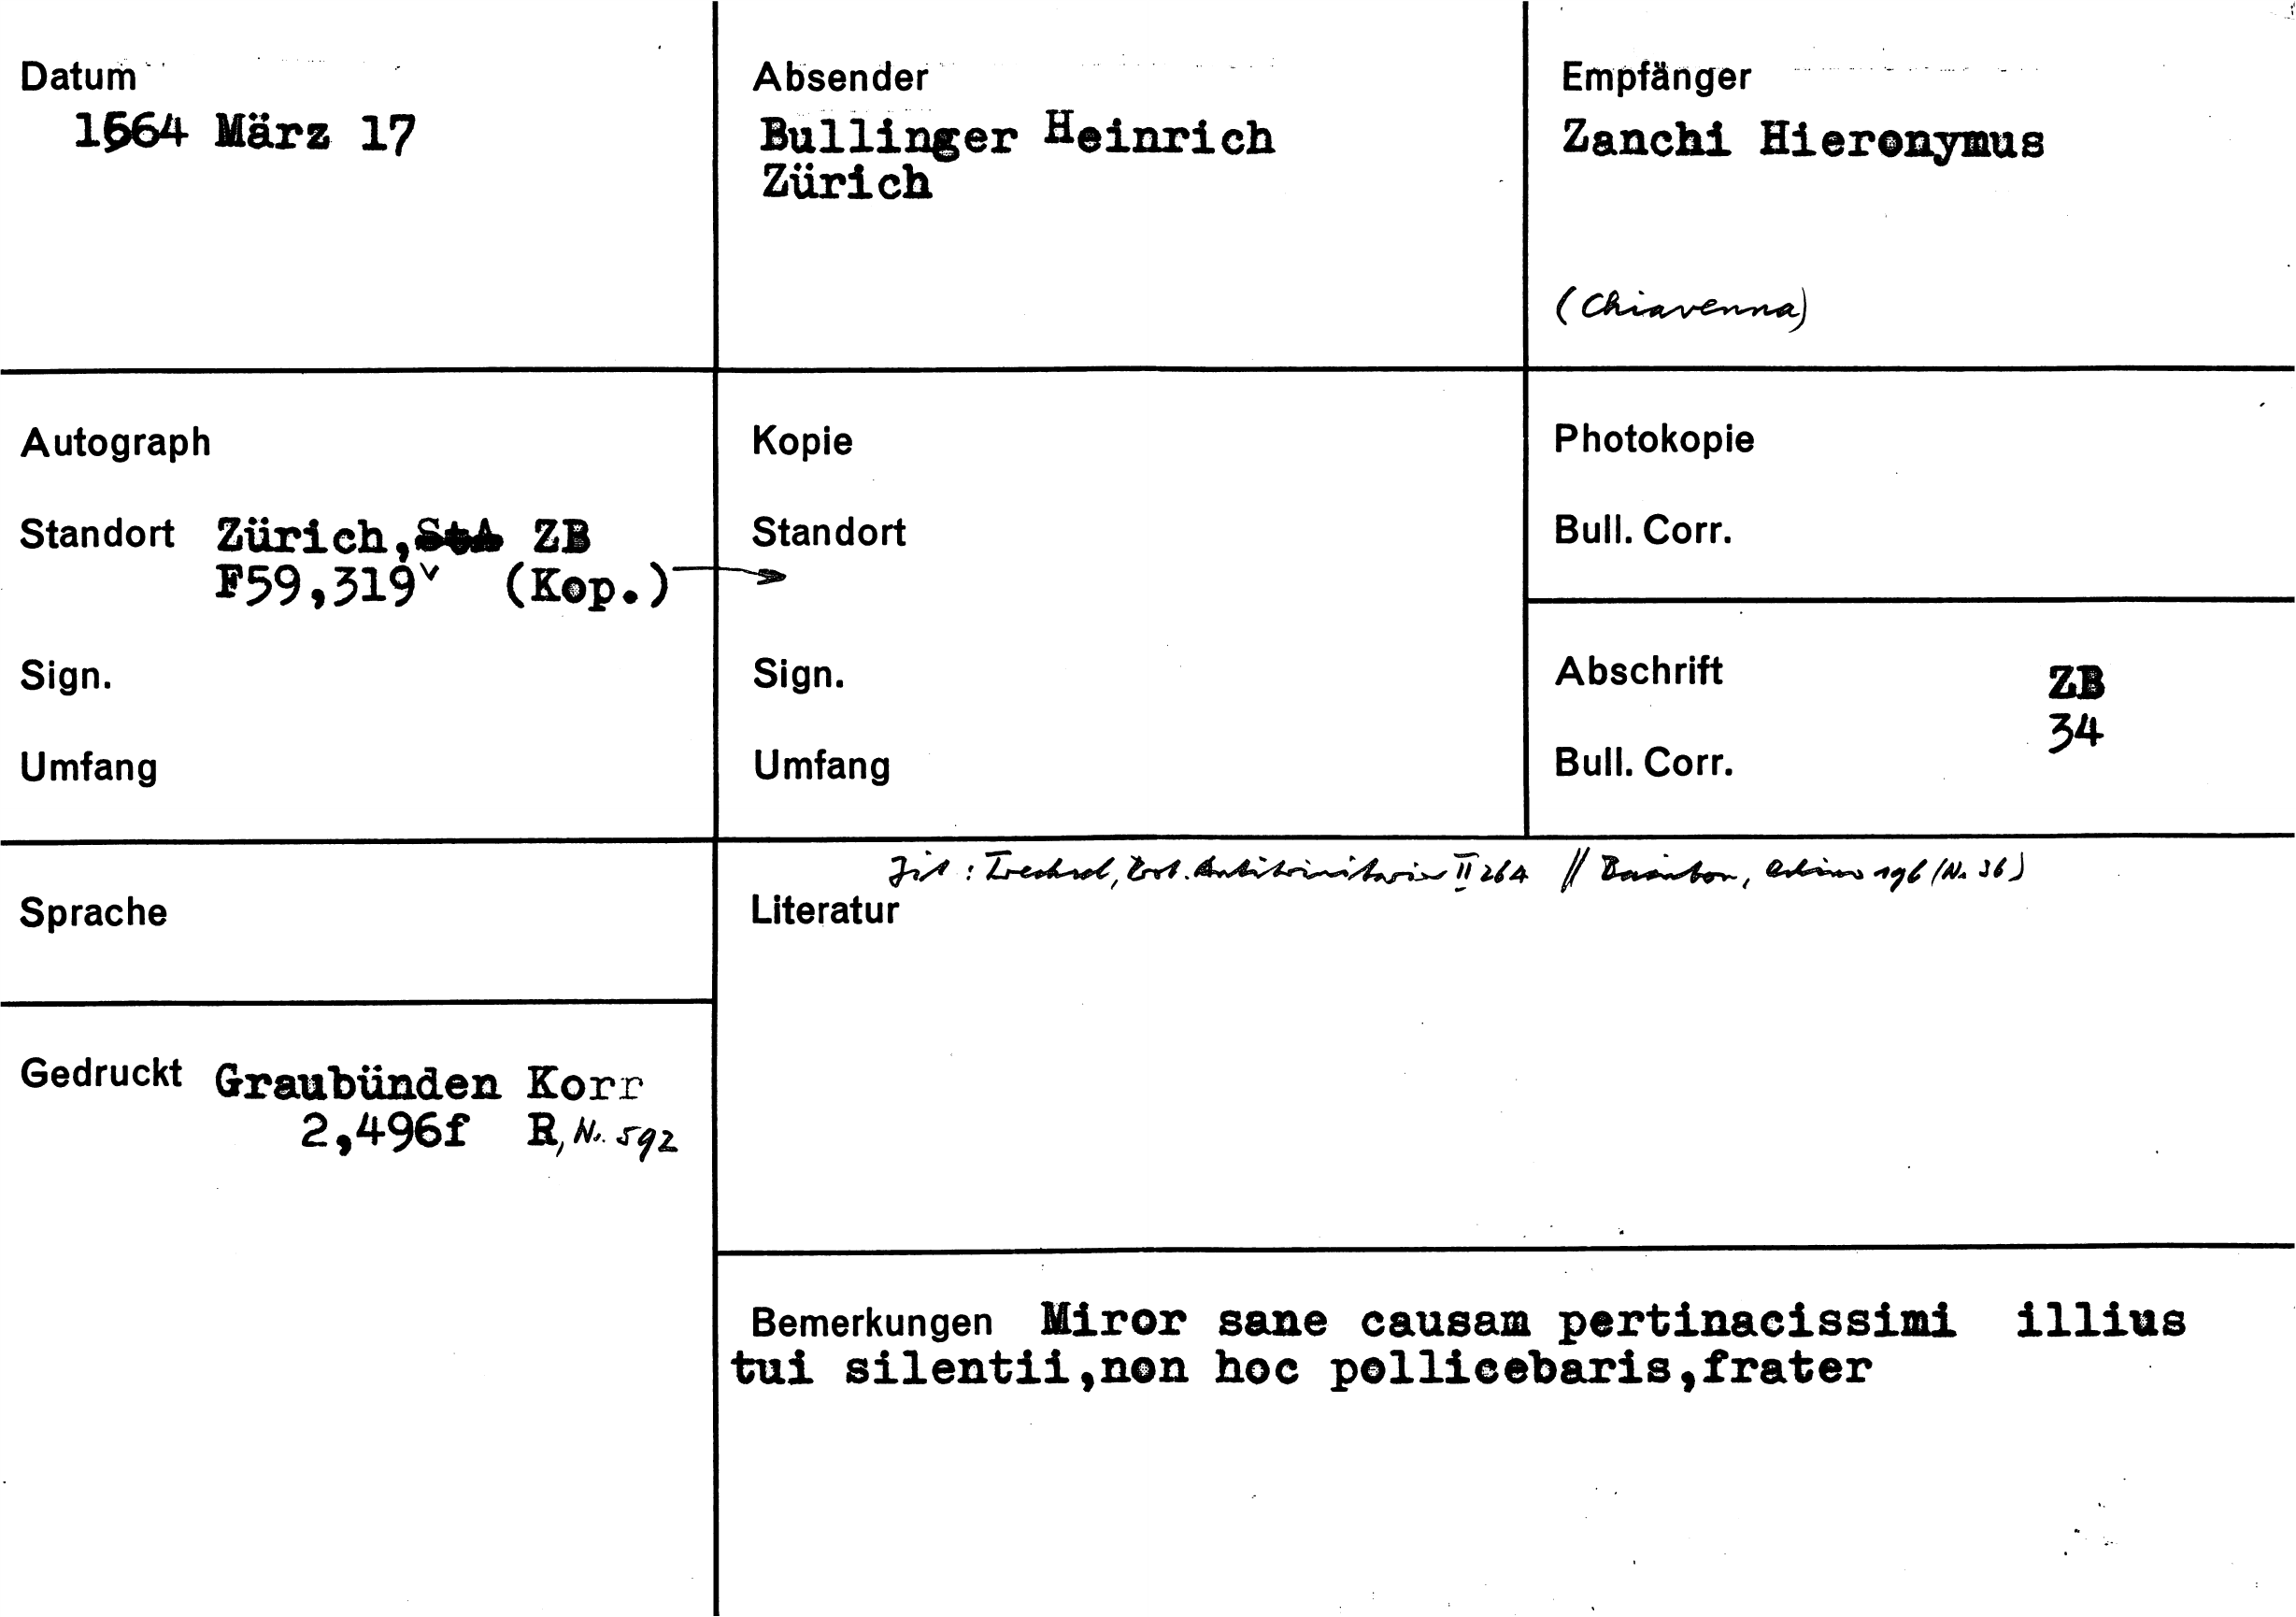 Datum
1564 März 17
Absender
Bullinger Heinrich
Zürich
Empfänger
Zanchi Hieronymus
(Chiavenna)
Autograph
Standort Zürich, StA ZB
F59,319v (Kop.)
Sign.
Umfang
Kopie
Standort
Sign.
Umfang
Photokopie
Bull. Corr.
Abschrift ZB
34
Bull. Corr.
Sprache
Zit: Trechsel, Prot. Antitrinitarier II 264 // Bainton, 196 (N. 36)
Literatur
Gedruckt Graubünden Korr
2,496f R, N. 592
Bemerkungen Miror sane causam pertinacissimi illius
tui silentii,non hoc pollicebaris,frater